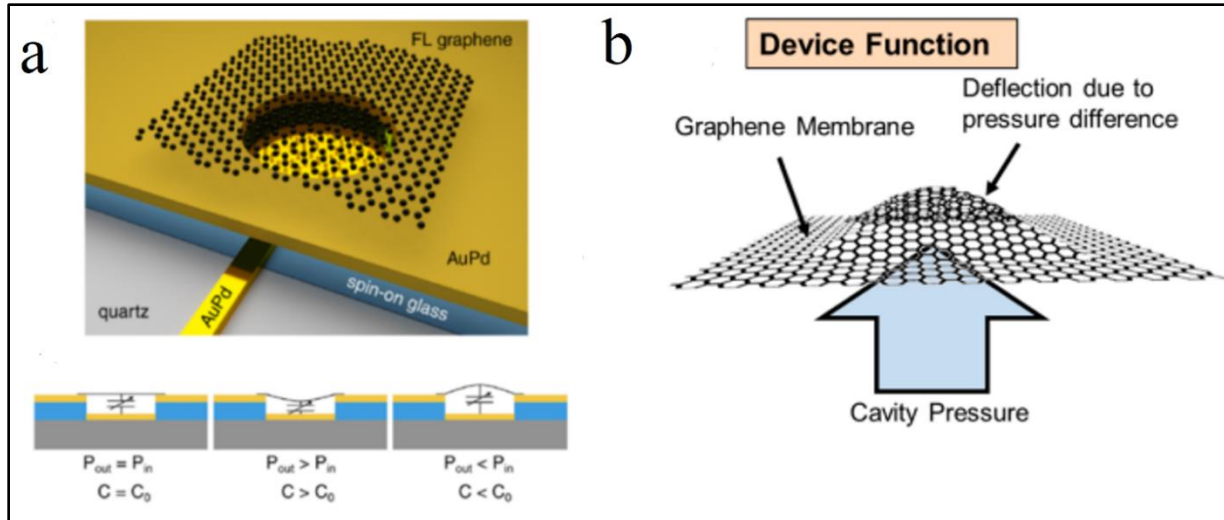 a
FL graphene
AuPd
spin-on glass
AuPd
quartz
P_out = P_in
C = C_0
P_out > P_in
C > C_0
P_out < P_in
C < C_0
b
Device Function
Graphene Membrane
Deflection due to
pressure difference
Cavity Pressure